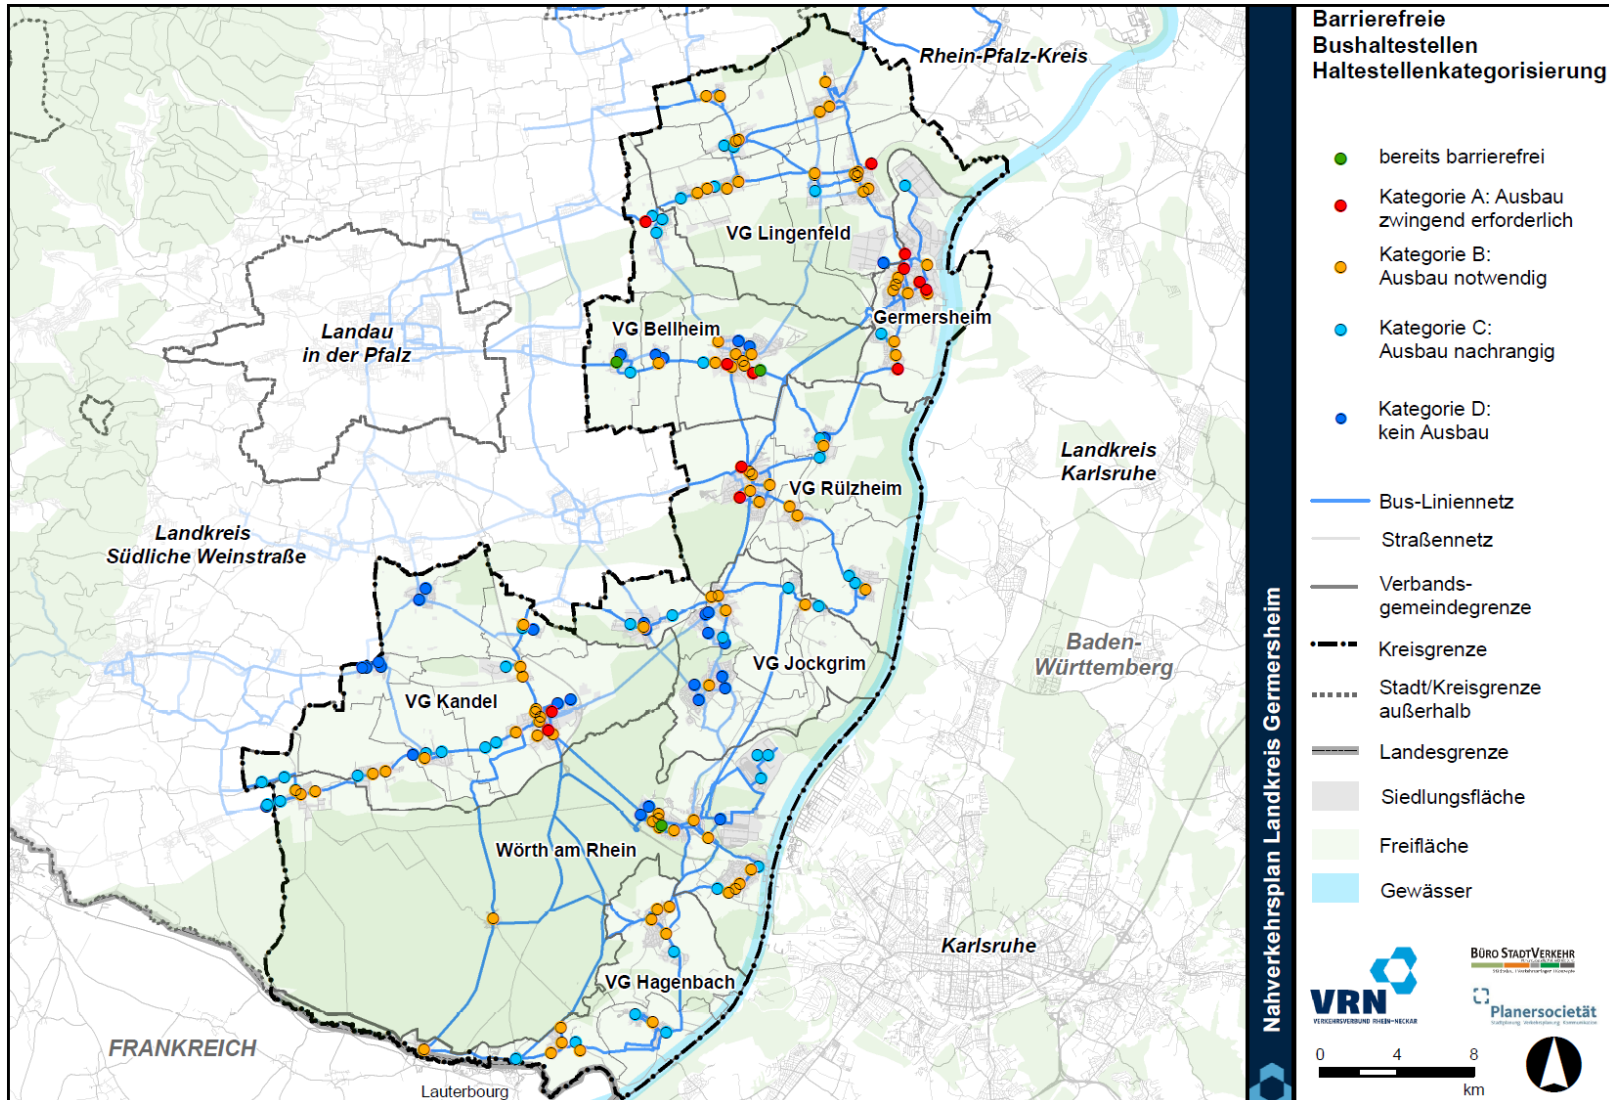 Barrierefreie
Bushaltestellen
Haltestellenkategorisierung
bereits barrierefrei
Kategorie A: Ausbau
zwingend erforderlich
Kategorie B:
Ausbau notwendig
Kategorie C:
Ausbau nachrangig
Kategorie D:
kein Ausbau
Bus-Liniennetz
Straßennetz
Verbands-
gemeindegrenze
Kreisgrenze
Stadt/Kreisgrenze
außerhalb
Landesgrenze
Siedlungsfläche
Freifläche
Gewässer
VRN
VERKEHRSVERBUND RHEIN-NECKAR
BÜRO STADTVERKEHR
Planersocietät
0 4 8
km
Nahverkehrsplan Landkreis Germersheim
Rhein-Pfalz-Kreis
VG Lingenfeld
Germersheim
VG Bellheim
Landau
in der Pfalz
Landkreis
Karlsruhe
VG Rülzheim
Landkreis
Südliche Weinstraße
Baden-
Württemberg
VG Jockgrim
VG Kandel
Wörth am Rhein
Karlsruhe
VG Hagenbach
FRANKREICH
Lauterbourg